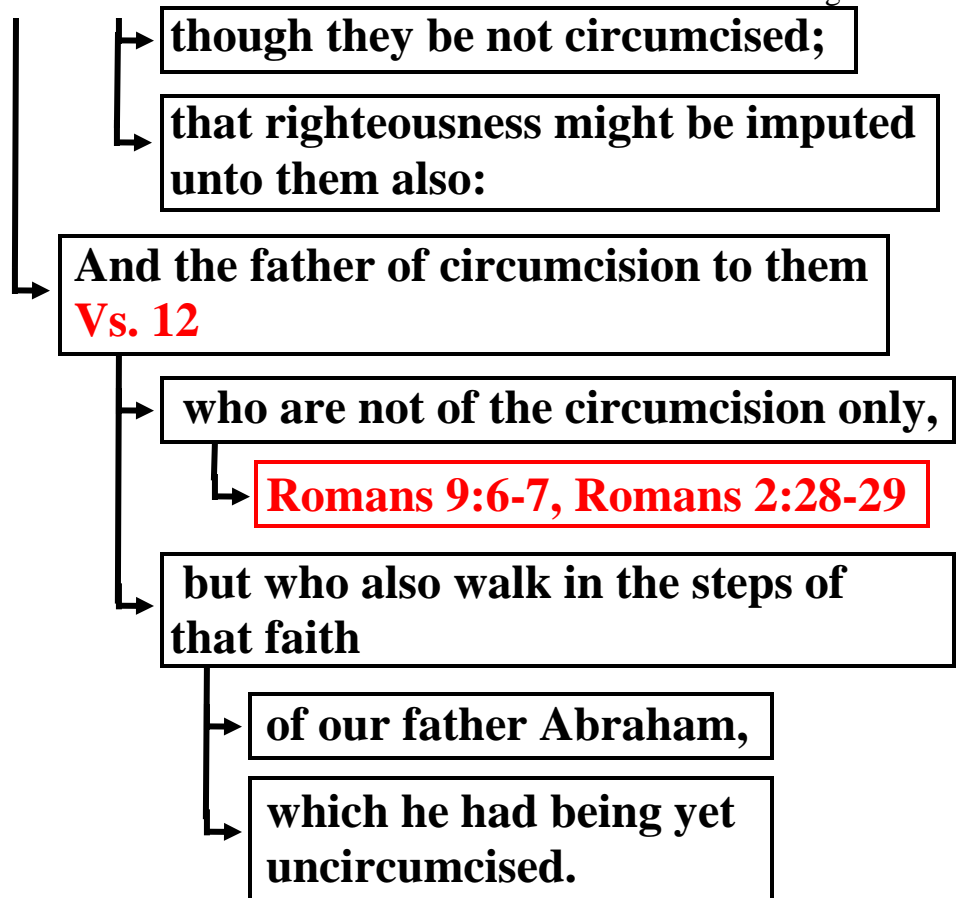 though they be not circumcised;
that righteousness might be imputed
unto them also:
And the father of circumcision to them
Vs. 12
who are not of the circumcision only,
Romans 9:6-7, Romans 2:28-29
but who also walk in the steps of
that faith
of our father Abraham,
which he had being yet
uncircumcised.